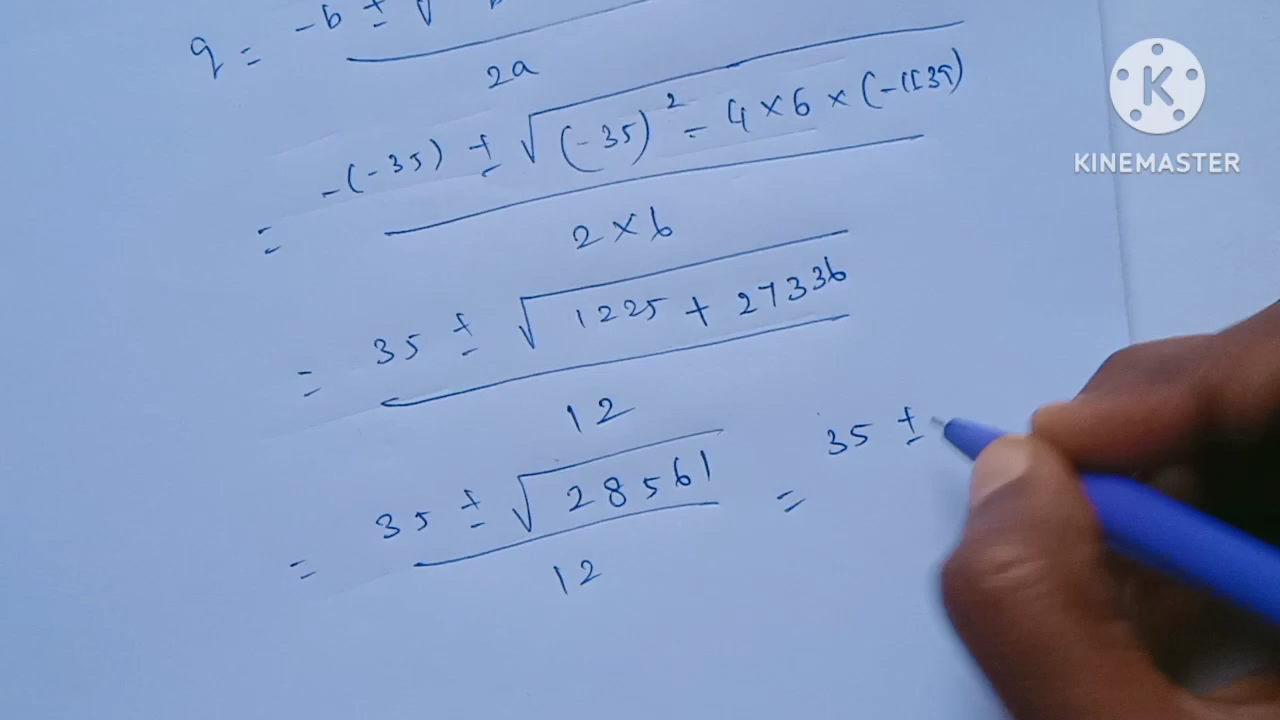 q = -b ± √
2a
= -(-35) ± √(-35)² - 4 × 6 × (-1139)
2 × 6
= 35 ± √1225 + 27336
12
= 35 ± √28561 = 35 ±
12
K
KINEMASTER